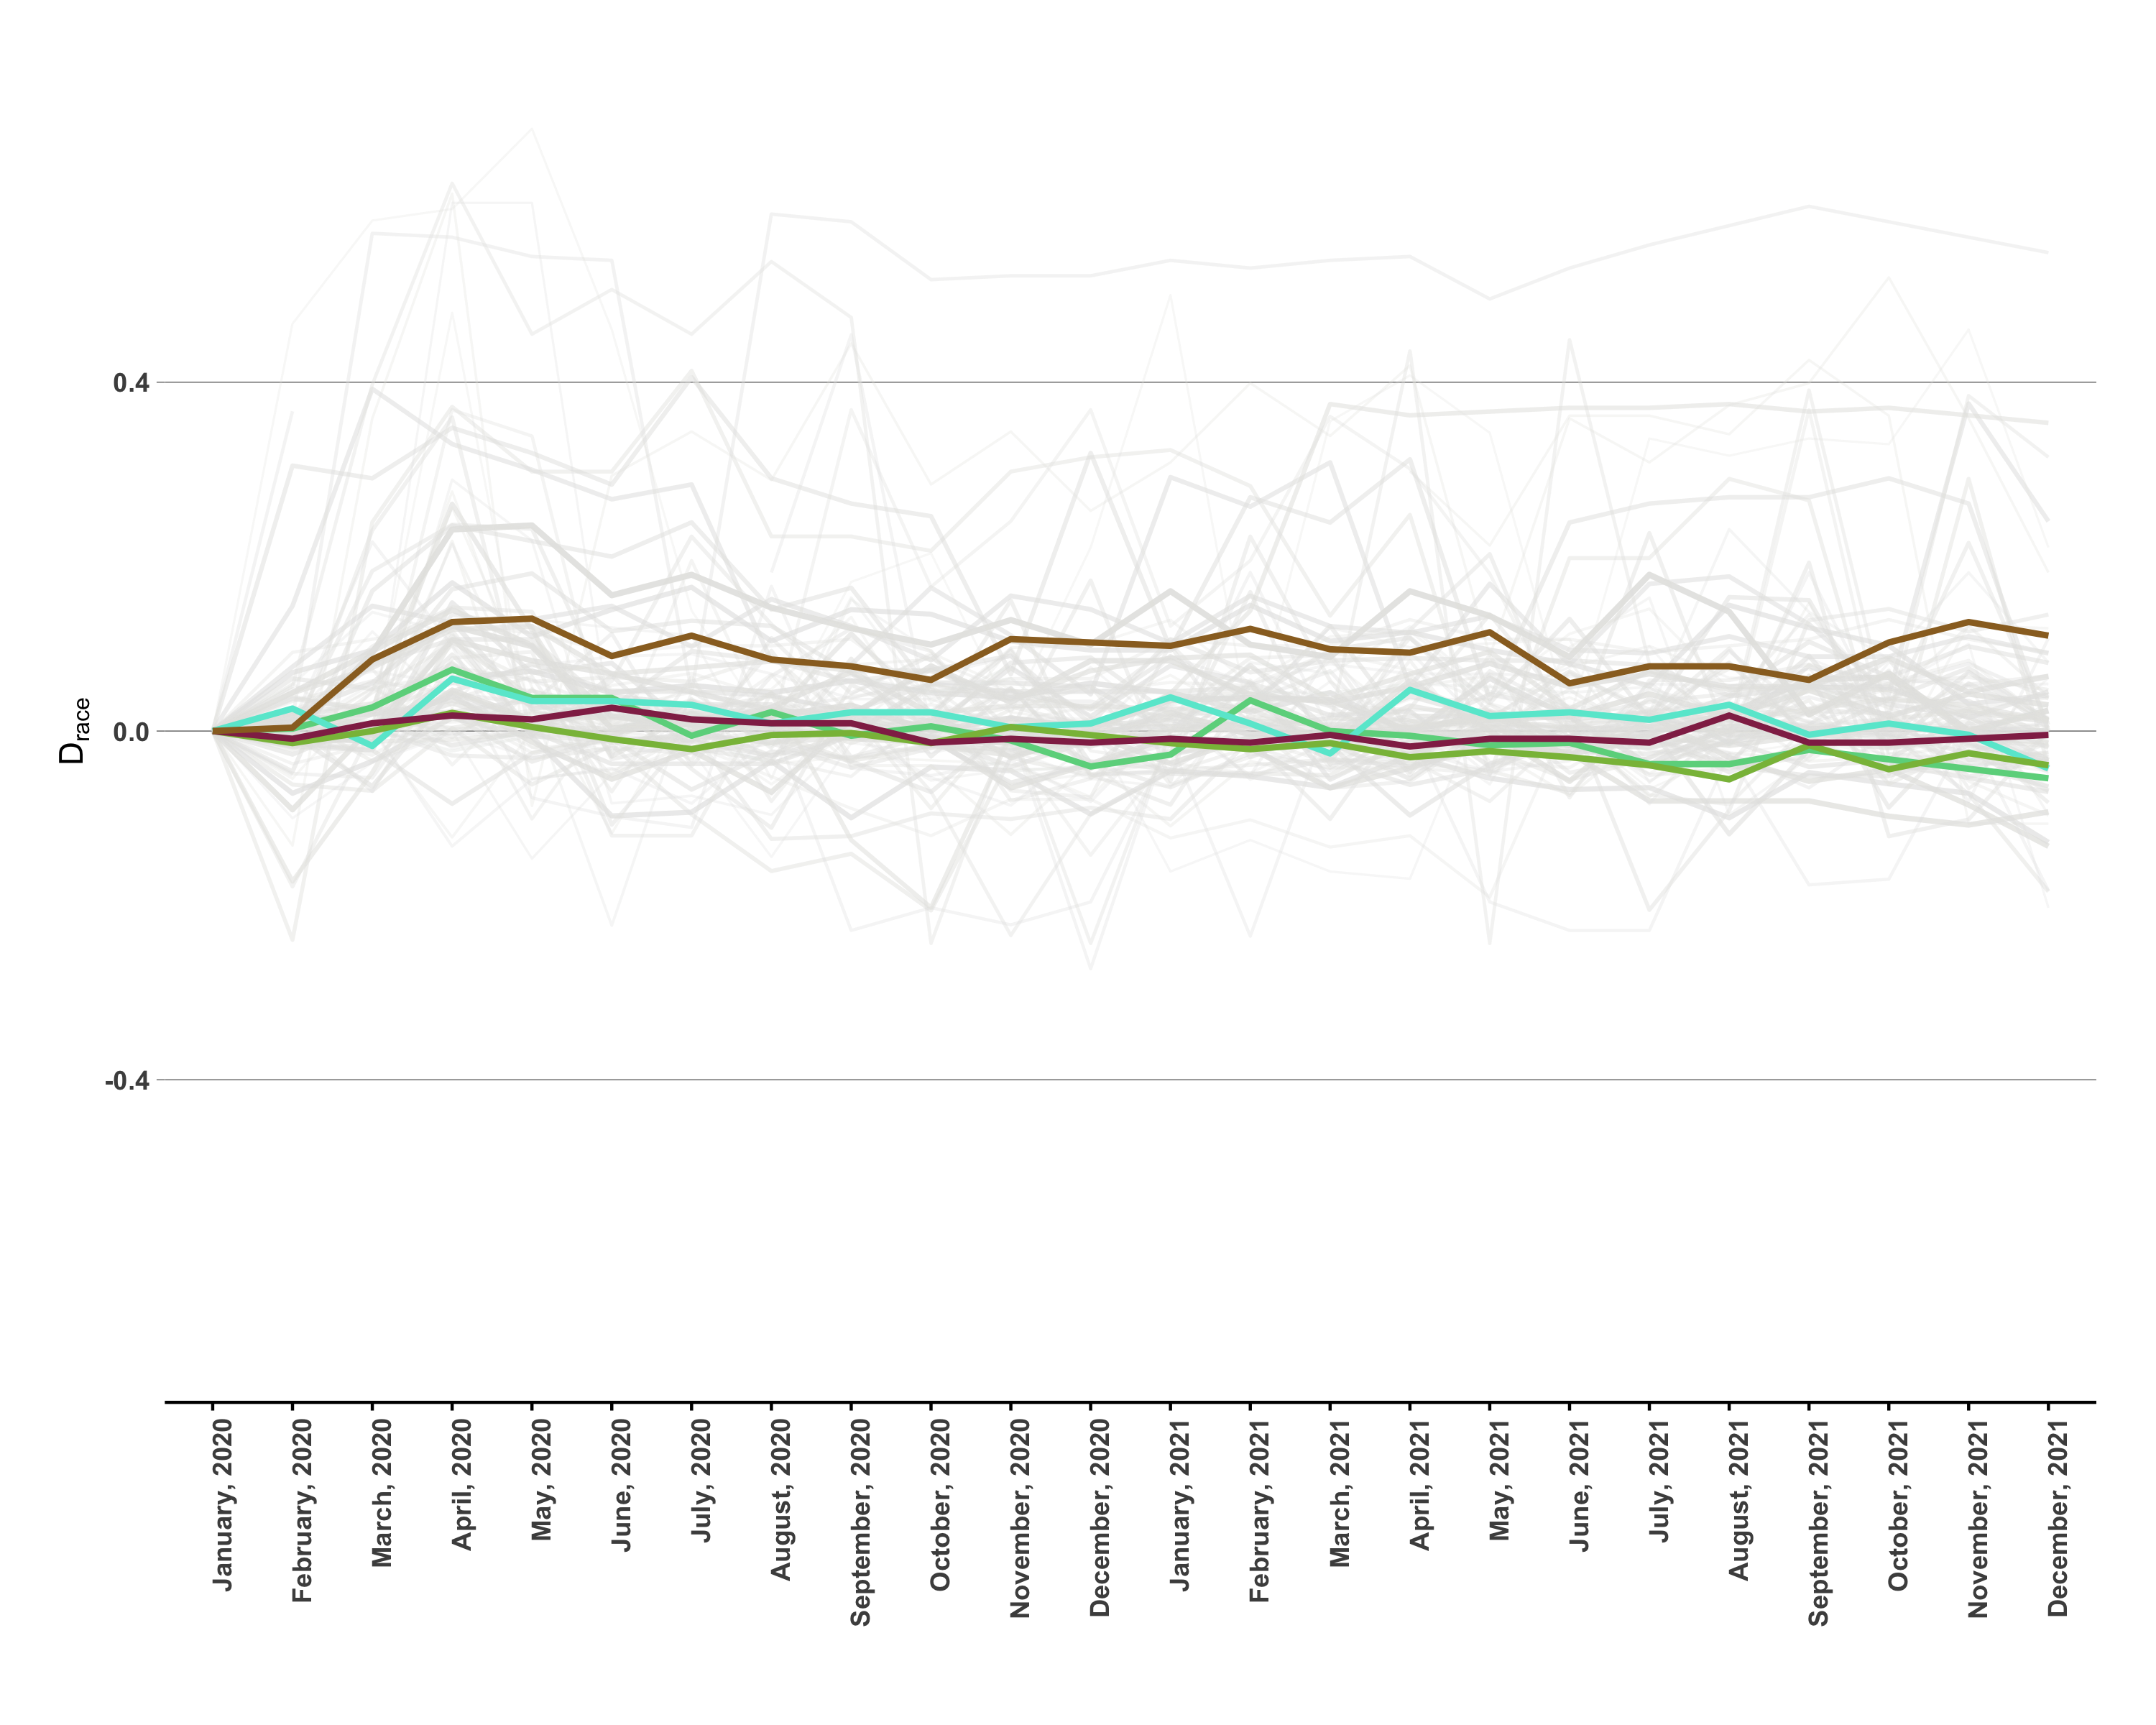 0.4
0.0
-0.4
Drace
January, 2020
February, 2020
March, 2020
April, 2020
May, 2020
June, 2020
July, 2020
August, 2020
September, 2020
October, 2020
November, 2020
December, 2020
January, 2021
February, 2021
March, 2021
April, 2021
May, 2021
June, 2021
July, 2021
August, 2021
September, 2021
October, 2021
November, 2021
December, 2021